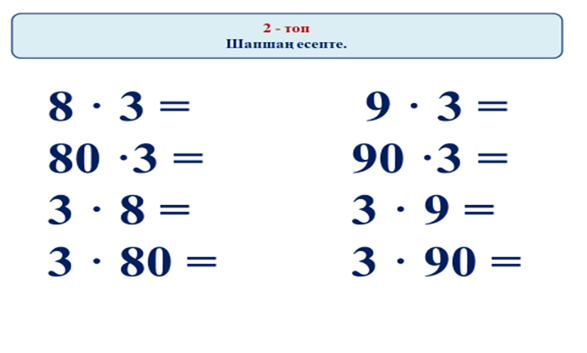 2 - топ
Шапшаң есепте.
8 · 3 = 9 · 3 =
80 ·3 = 90 ·3 =
3 · 8 = 3 · 9 =
3 · 80 = 3 · 90 =